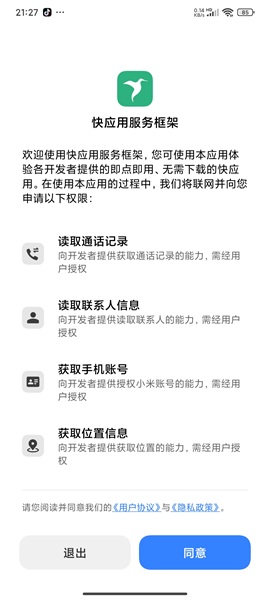 21:27
0.14 KB/s
HD
85
快应用服务框架
欢迎使用快应用服务框架，您可使用本应用体
验各开发者提供的即点即用、无需下载的快应
用。在使用本应用的过程中，我们将联网并向您
申请以下权限：
读取通话记录
向开发者提供获取通话记录的能力，需经用
户授权
读取联系人信息
向开发者提供读取联系人的能力，需经用户
授权
获取手机账号
向开发者提供授权小米账号的能力，需经用
户授权
获取位置信息
向开发者提供获取位置的能力，需经用户授
权
请您阅读并同意我们的《用户协议》与《隐私政策》。
退出
同意